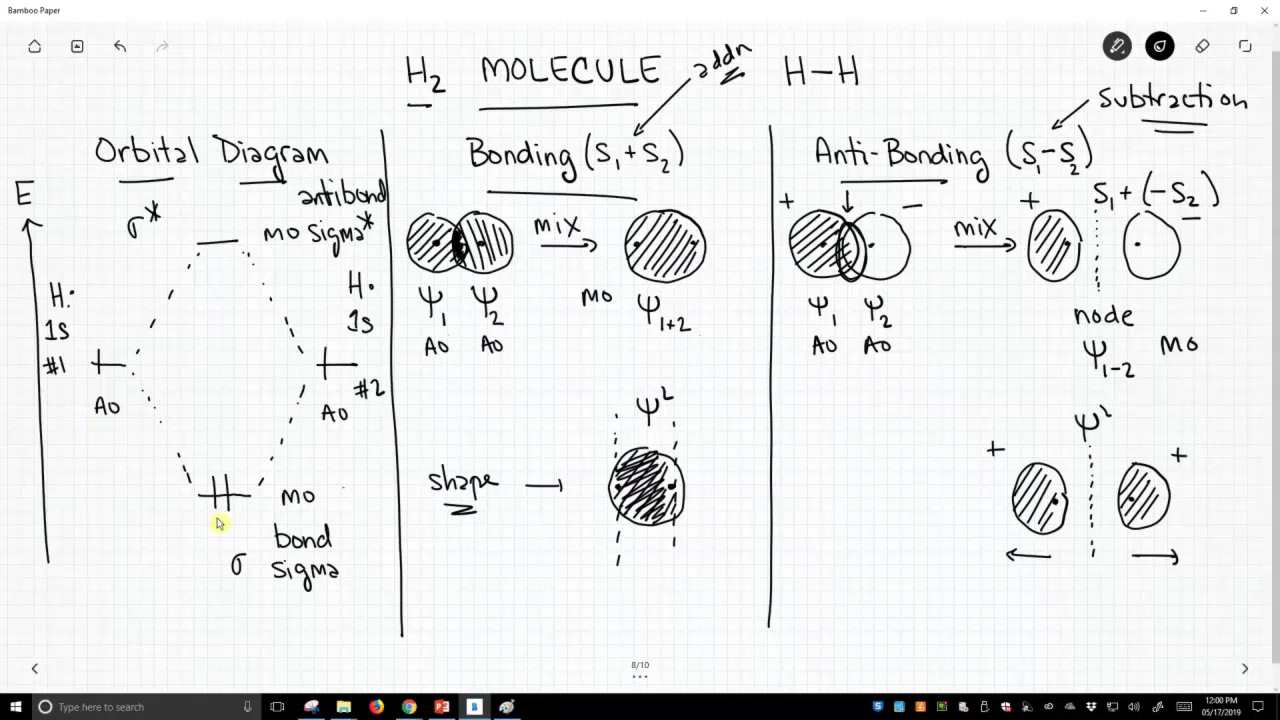 Bamboo Paper
H₂ MOLECULE
addn
H-H
Subtraction
Orbital Diagram
E
σ*
antibond
MO Sigma*
H·
1S
#1
AO
H·
1S
#2
AO
MO
bond
σ sigma
Bonding (S₁ + S₂)
mix
Ψ₁ Ψ₂
AO AO
MO Ψ₁₊₂
Ψ²
shape
Anti-Bonding (S₁ - S₂)
+ −
mix
+ S₁ + (-S₂)
Ψ₁ Ψ₂
AO AO
node
Ψ₁₋₂ MO
Ψ²
+ +
8/10
Type here to search
12:00 PM
05/17/2019